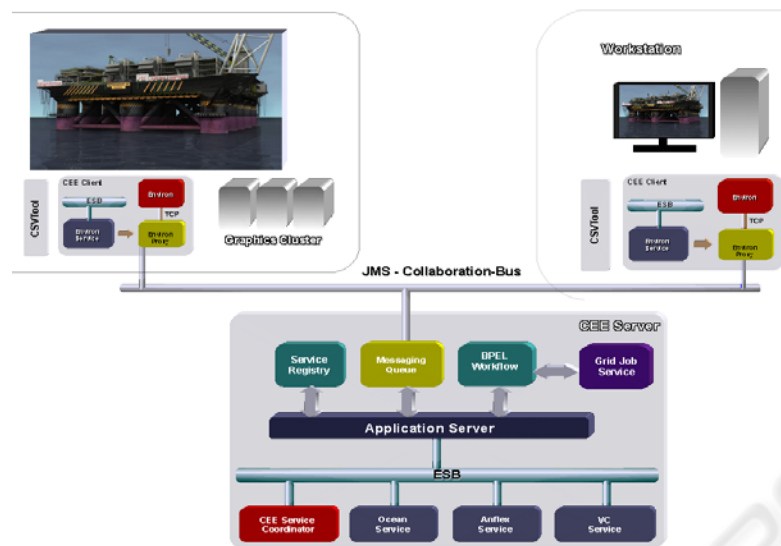 Workstation
CEE Client
ESB
Environ
TCP
Environ
Service
Environ
Proxy
CSVTool
Graphics Cluster
CEE Client
ESB
Environ
TCP
Environ
Service
Environ
Proxy
CSVTool
JMS - Collaboration-Bus
CEE Server
Service
Registry
Messaging
Queue
BPEL
Workflow
Grid Job
Service
Application Server
ESB
CEE Service
Coordinator
Ocean
Service
Anflex
Service
VC
Service